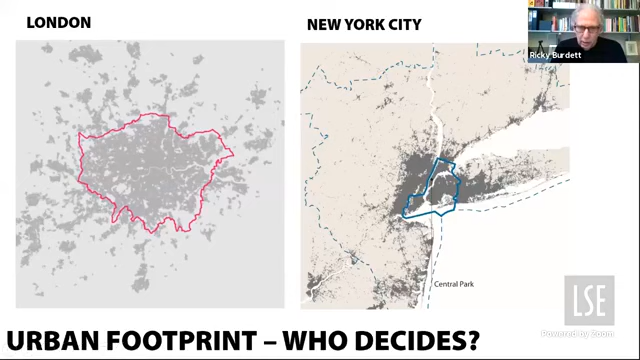 LONDON
NEW YORK CITY
Ricky Burdett
Central Park
LSE
Powered by Zoom
URBAN FOOTPRINT – WHO DECIDES?